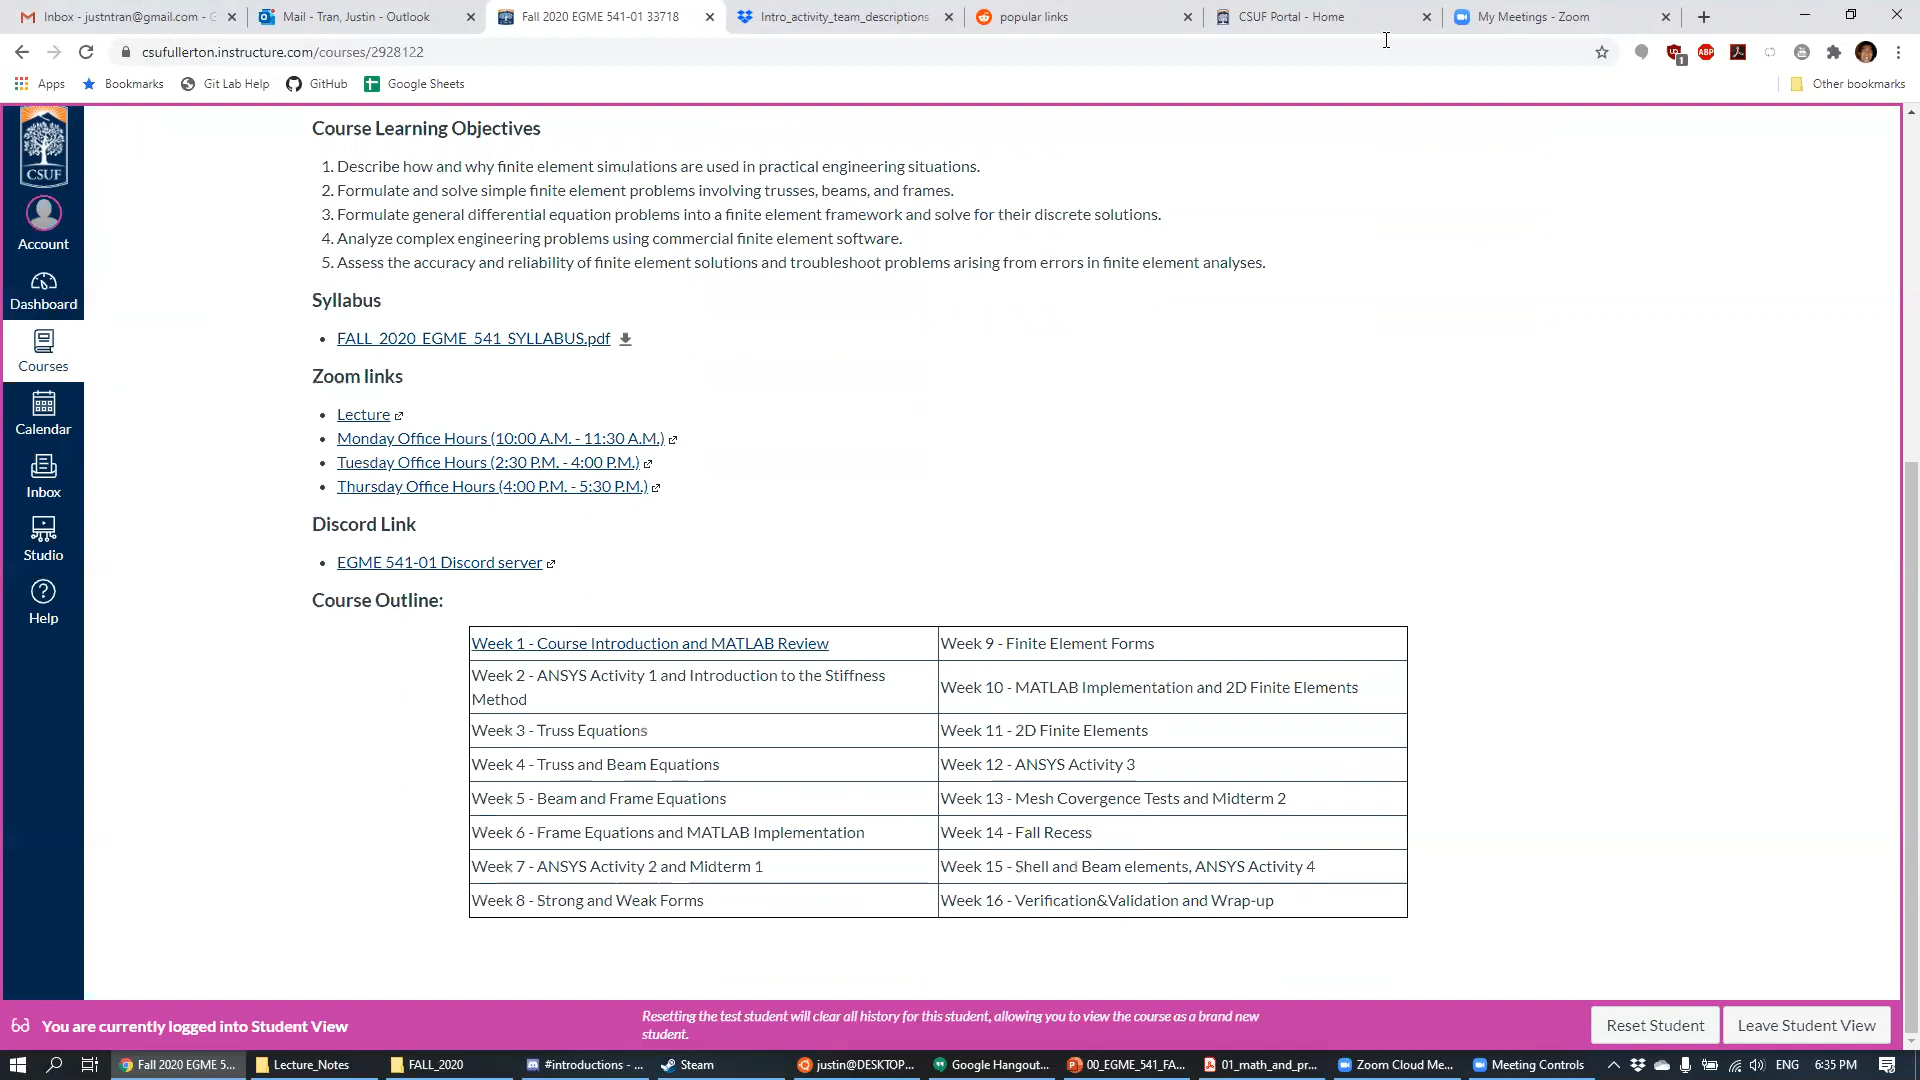 Inbox - justntran@gmail.com - G
Mail - Tran, Justin - Outlook
Fall 2020 EGME 541-01 33718
Intro_activity_team_descriptions
popular links
CSUF Portal - Home
My Meetings - Zoom
csufullerton.instructure.com/courses/2928122
1
ABP
Apps
Bookmarks
Git Lab Help
GitHub
Google Sheets
Other bookmarks
CSUF
Account
Dashboard
Courses
Calendar
Inbox
Studio
Help
Course Learning Objectives
1. Describe how and why finite element simulations are used in practical engineering situations.
2. Formulate and solve simple finite element problems involving trusses, beams, and frames.
3. Formulate general differential equation problems into a finite element framework and solve for their discrete solutions.
4. Analyze complex engineering problems using commercial finite element software.
5. Assess the accuracy and reliability of finite element solutions and troubleshoot problems arising from errors in finite element analyses.
Syllabus
• FALL_2020_EGME_541_SYLLABUS.pdf
Zoom links
• Lecture
• Monday Office Hours (10:00 A.M. - 11:30 A.M.)
• Tuesday Office Hours (2:30 P.M. - 4:00 P.M.)
• Thursday Office Hours (4:00 P.M. - 5:30 P.M.)
Discord Link
• EGME 541-01 Discord server
Course Outline:
Week 1 - Course Introduction and MATLAB Review
Week 9 - Finite Element Forms
Week 2 - ANSYS Activity 1 and Introduction to the Stiffness
Method
Week 10 - MATLAB Implementation and 2D Finite Elements
Week 3 - Truss Equations
Week 11 - 2D Finite Elements
Week 4 - Truss and Beam Equations
Week 12 - ANSYS Activity 3
Week 5 - Beam and Frame Equations
Week 13 - Mesh Covergence Tests and Midterm 2
Week 6 - Frame Equations and MATLAB Implementation
Week 14 - Fall Recess
Week 7 - ANSYS Activity 2 and Midterm 1
Week 15 - Shell and Beam elements, ANSYS Activity 4
Week 8 - Strong and Weak Forms
Week 16 - Verification&Validation and Wrap-up
You are currently logged into Student View
Resetting the test student will clear all history for this student, allowing you to view the course as a brand new
student.
Reset Student
Leave Student View
Fall 2020 EGME 5...
Lecture_Notes
FALL_2020
#introductions - ...
Steam
justin@DESKTOP...
Google Hangout...
00_EGME_541_FA...
01_math_and_pr...
Zoom Cloud Me...
Meeting Controls
ENG
6:35 PM